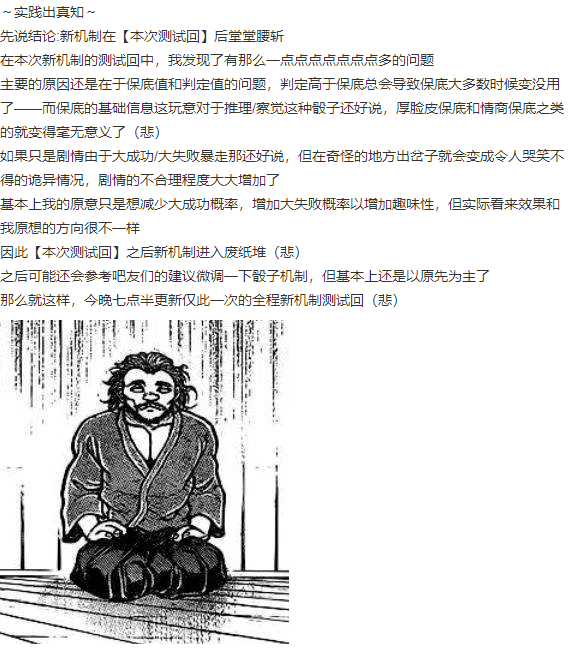 ～实践出真知～
先说结论:新机制在【本次测试回】后堂堂腰斩
在本次新机制的测试回中，我发现了有那么一点点点点点点点多的问题
主要的原因还是在于保底值和判定值的问题，判定高于保底总会导致保底大多数时候变没用
了——而保底的基础信息这玩意对于推理/察觉这种骰子还好说，厚脸皮保底和情商保底之类
的就变得毫无意义了（悲）
如果只是剧情由于大成功/大失败暴走那还好说，但在奇怪的地方出岔子就会变成令人哭笑不
得的诡异情况，剧情的不合理程度大大增加了
基本上我的原意只是想减少大成功概率，增加大失败概率以增加趣味性，但实际看来效果和
我原想的方向很不一样
因此【本次测试回】之后新机制进入废纸堆（悲）
之后可能还会参考吧友们的建议微调一下骰子机制，但基本上还是以原先为主了
那么就这样，今晚七点半更新仅此一次的全程新机制测试回（悲）